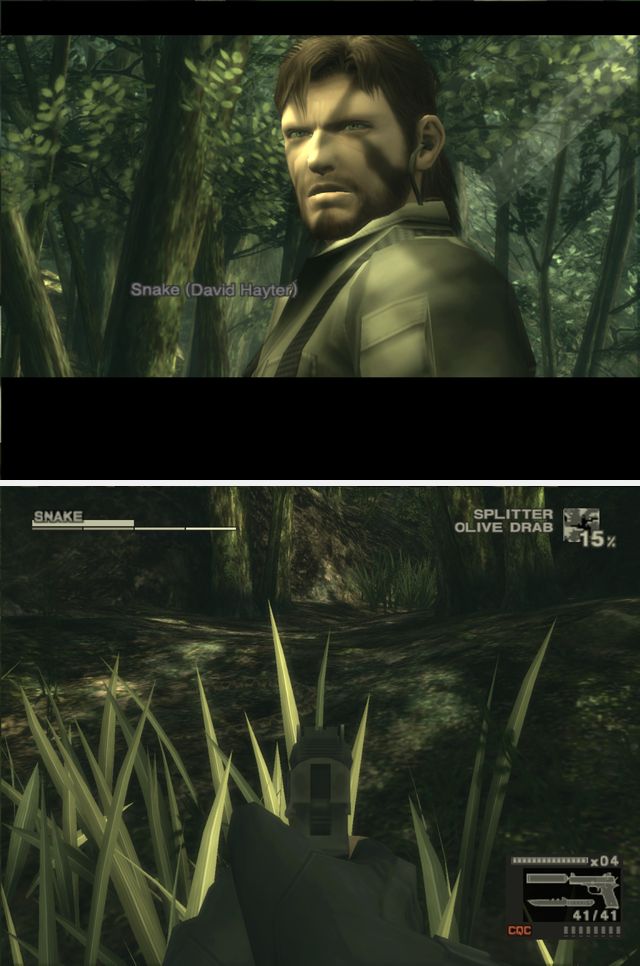 Snake (David Hayter)
SNAKE
SPLITTER
OLIVE DRAB
15%
x04
41/41
CQC